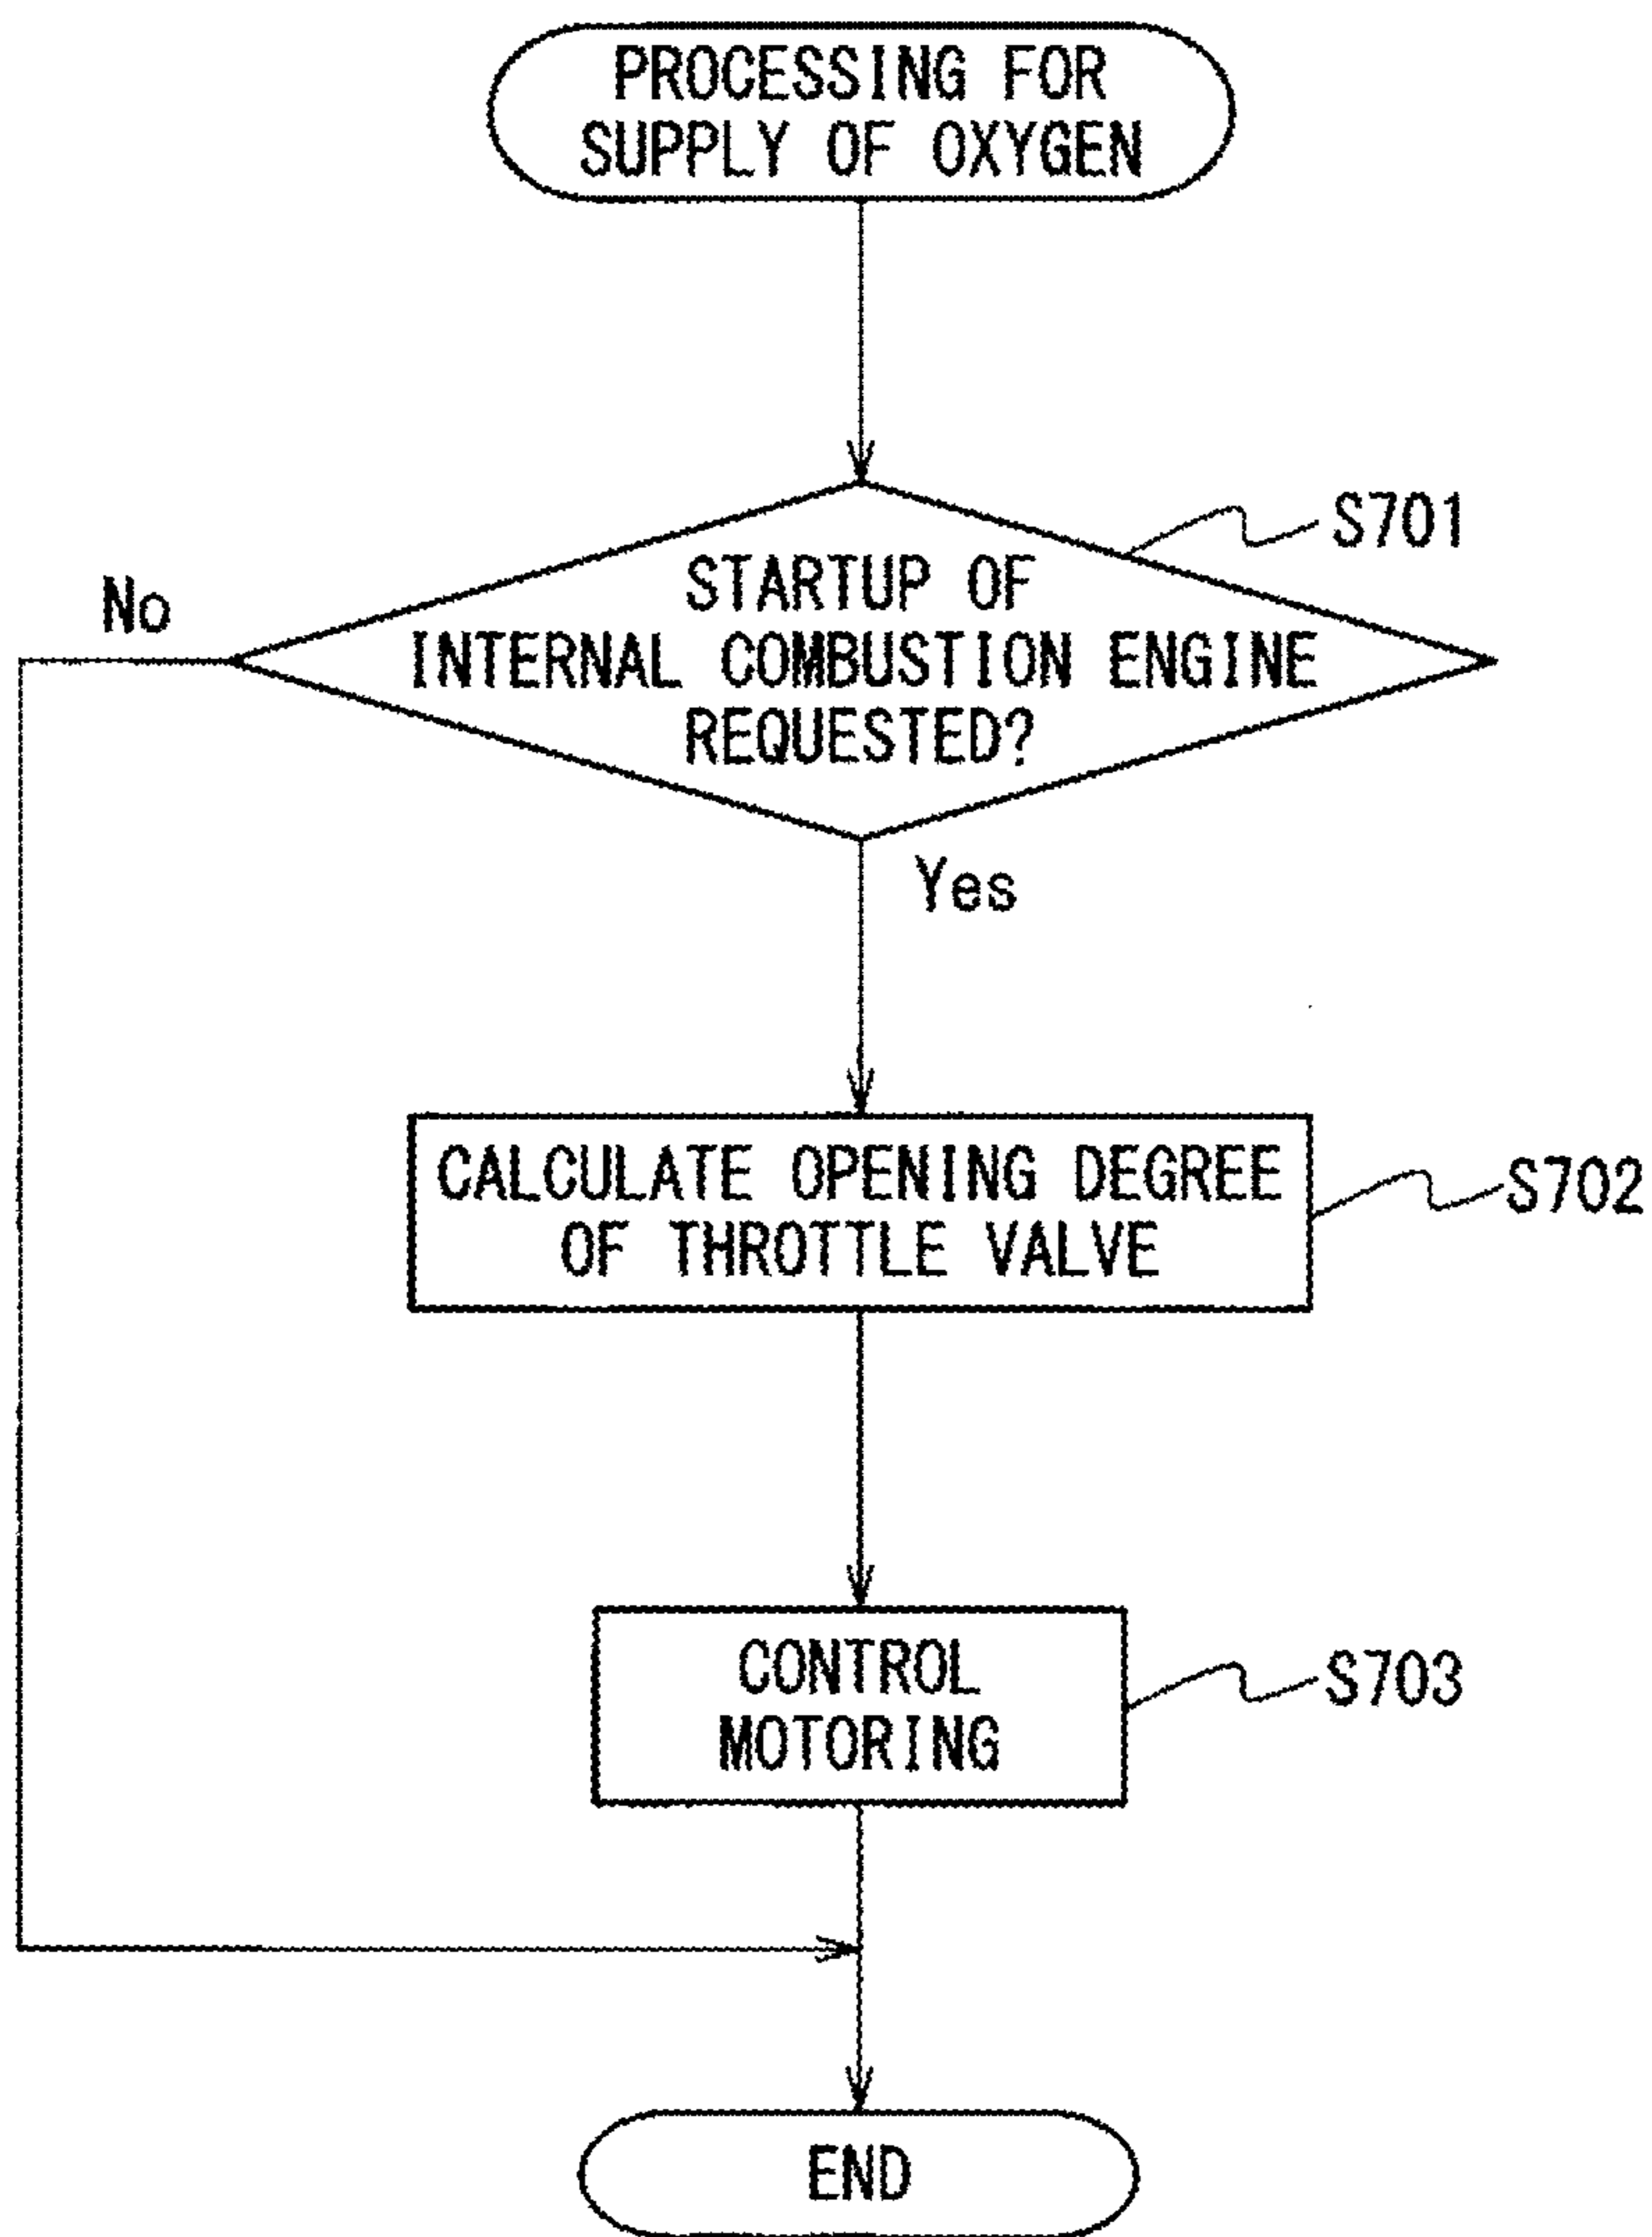 PROCESSING FOR
SUPPLY OF OXYGEN
S701
STARTUP OF
INTERNAL COMBUSTION ENGINE
REQUESTED?
No
Yes
CALCULATE OPENING DEGREE
OF THROTTLE VALVE
S702
CONTROL
MOTORING
S703
END